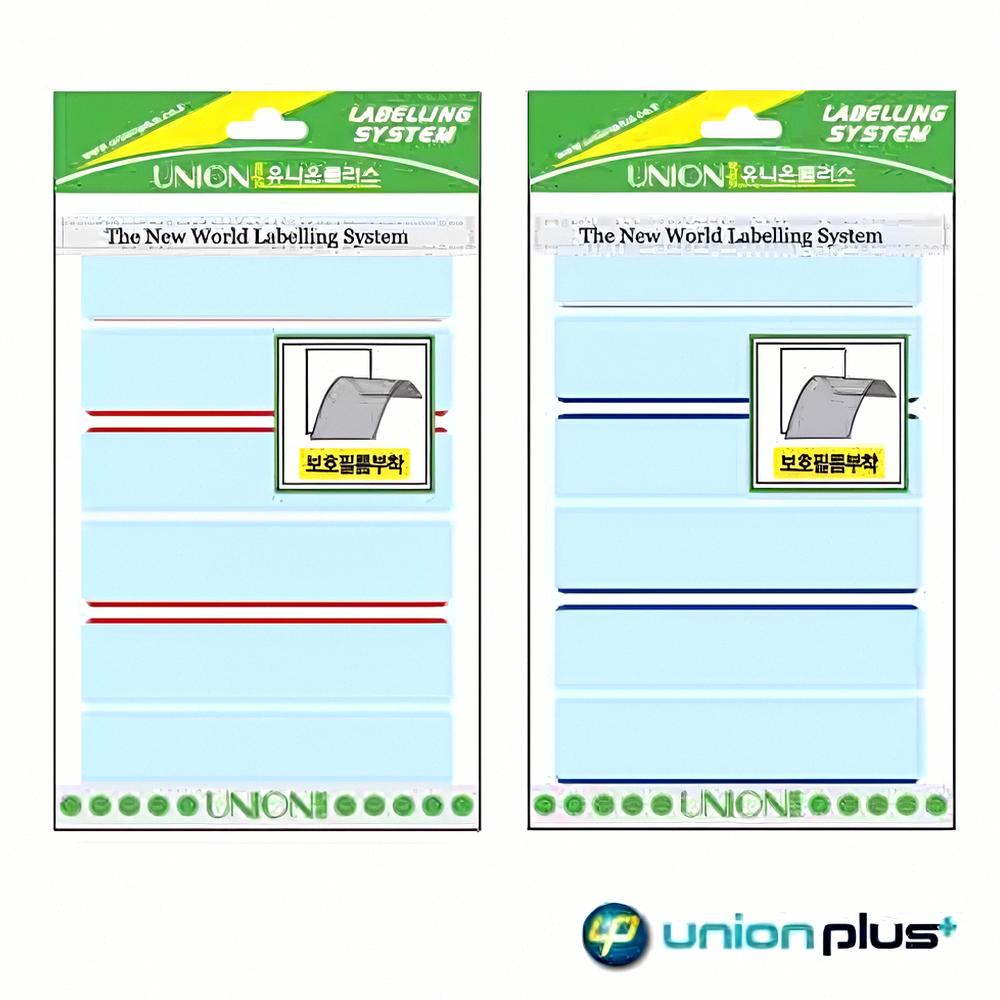 LABELLING
SYSTEM
UNION 유니온플러스
The New World Labelling System
보호필름부착
UNION
LABELLING
SYSTEM
UNION 유니온플러스
The New World Labelling System
보호필름부착
UNION
union plus+